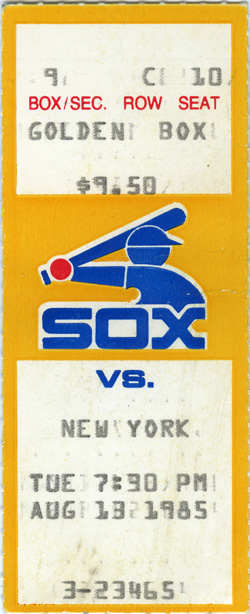 9 C 10
BOX/SEC. ROW SEAT
GOLDEN BOX
$9.50
SOX
VS.
NEW YORK
TUE 7:30 PM
AUG 13 1985
3-23465